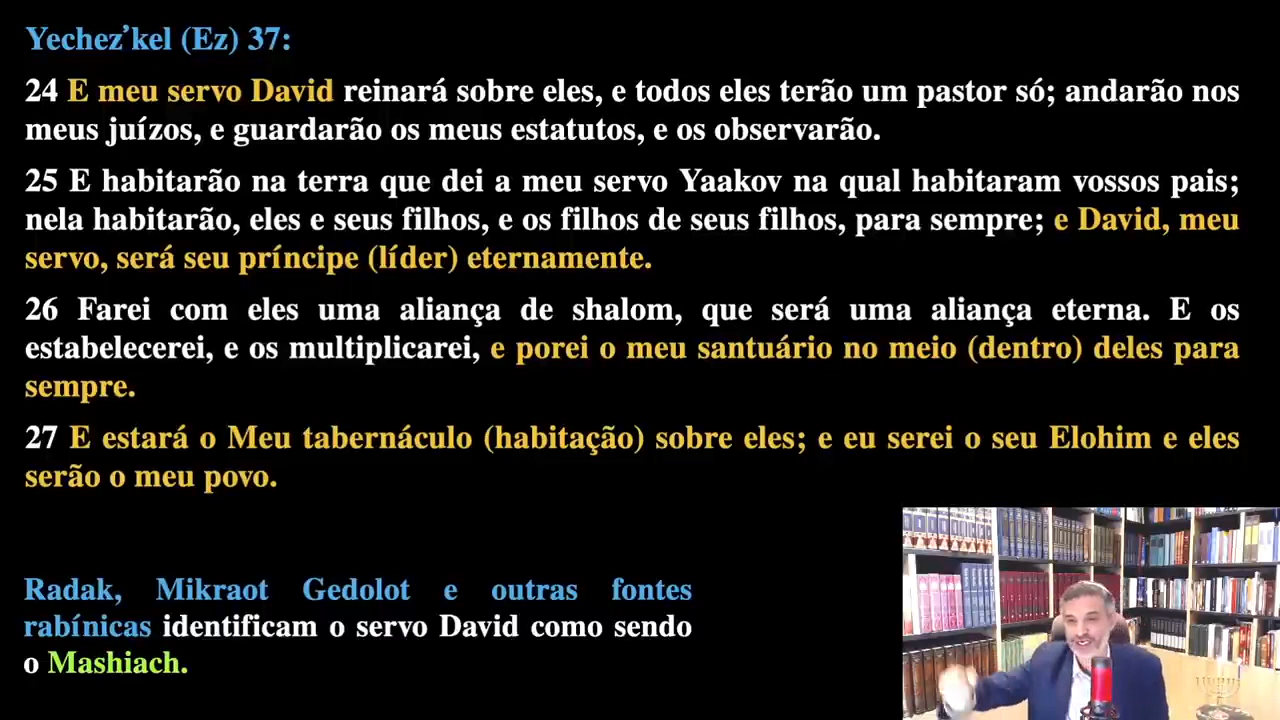 Yechez’kel (Ez) 37:
24 E meu servo David reinará sobre eles, e todos eles terão um pastor só; andarão nos
meus juízos, e guardarão os meus estatutos, e os observarão.
25 E habitarão na terra que dei a meu servo Yaakov na qual habitaram vossos pais;
nela habitarão, eles e seus filhos, e os filhos de seus filhos, para sempre; e David, meu
servo, será seu príncipe (líder) eternamente.
26 Farei com eles uma aliança de shalom, que será uma aliança eterna. E os
estabelecerei, e os multiplicarei, e porei o meu santuário no meio (dentro) deles para
sempre.
27 E estará o Meu tabernáculo (habitação) sobre eles; e eu serei o seu Elohim e eles
serão o meu povo.
Radak, Mikraot Gedolot e outras fontes
rabínicas identificam o servo David como sendo
o Mashiach.